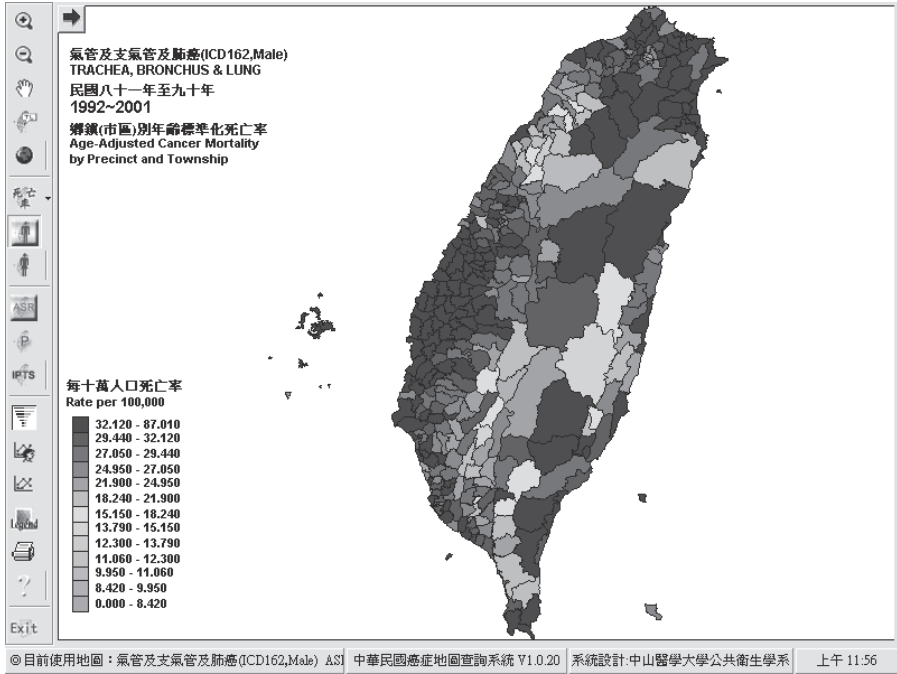 氣管及支氣管及肺癌(ICD162,Male)
TRACHEA, BRONCHUS & LUNG
民國八十一年至九十年
1992~2001
鄉鎮(市區)別年齡標準化死亡率
Age-Adjusted Cancer Mortality
by Precinct and Township
死亡率
ASR
P
IPTS
Legend
?
Exit
每十萬人口死亡率
Rate per 100,000
32.120 - 87.010
29.440 - 32.120
27.050 - 29.440
24.950 - 27.050
21.900 - 24.950
18.240 - 21.900
15.150 - 18.240
13.790 - 15.150
12.300 - 13.790
11.060 - 12.300
9.950 - 11.060
8.420 - 9.950
0.000 - 8.420
◎目前使用地圖：氣管及支氣管及肺癌(ICD162,Male) ASI
中華民國癌症地圖查詢系統 V1.0.20
系統設計:中山醫學大學公共衛生學系
上午 11:56